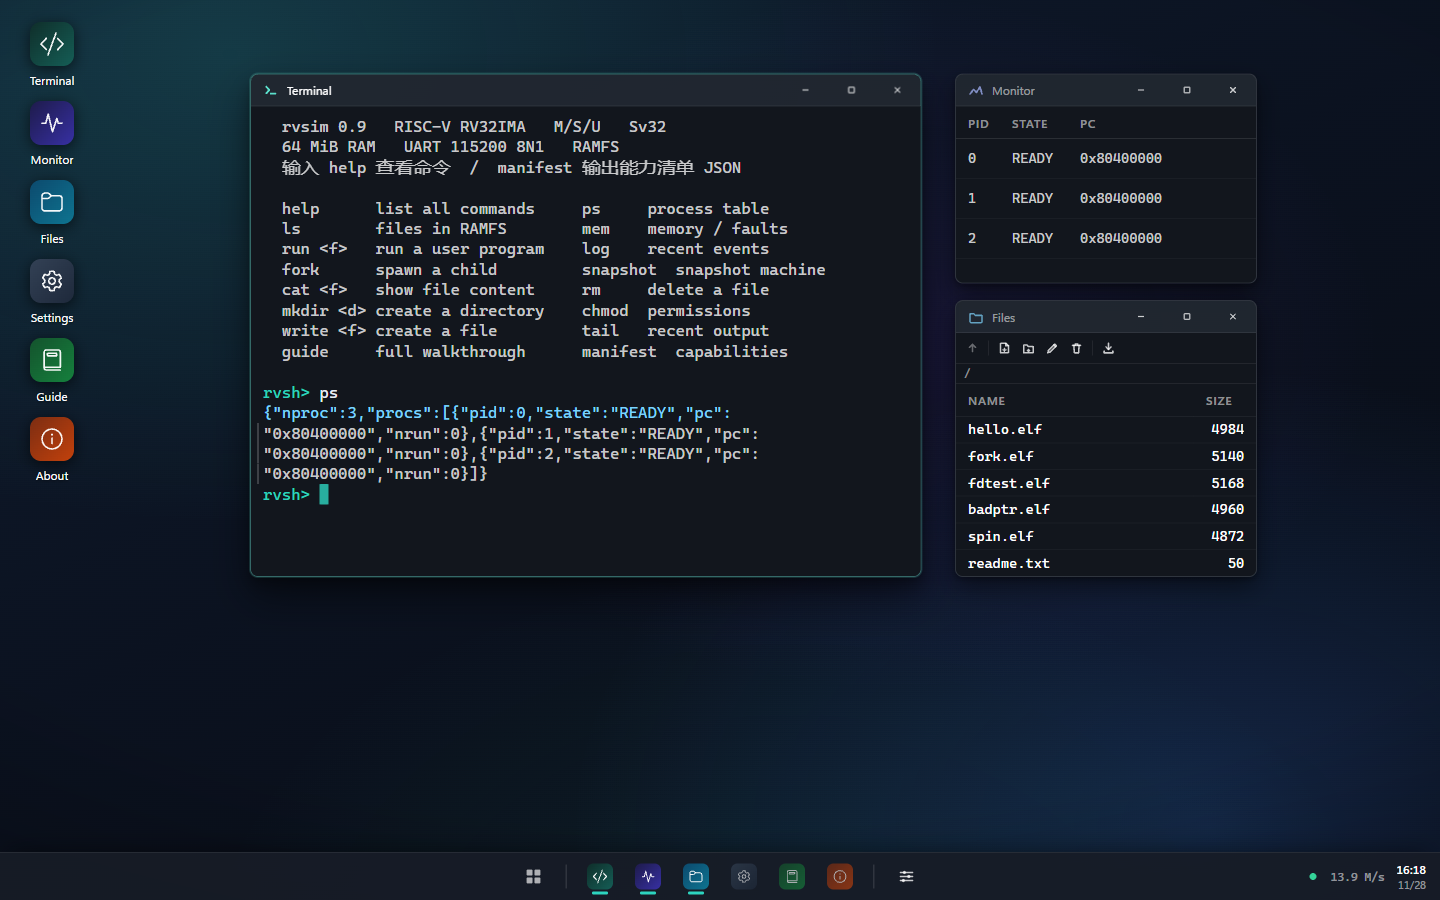 Terminal
Monitor
Files
Settings
Guide
About
Terminal
rvsim 0.9   RISC-V RV32IMA   M/S/U   Sv32
64 MiB RAM   UART 115200 8N1   RAMFS
输入 help 查看命令  /  manifest 输出能力清单 JSON
help      list all commands     ps     process table
ls        files in RAMFS        mem    memory / faults
run <f>   run a user program    log    recent events
fork      spawn a child         snapshot  snapshot machine
cat <f>   show file content     rm     delete a file
mkdir <d> create a directory    chmod  permissions
write <f> create a file         tail   recent output
guide     full walkthrough      manifest  capabilities
rvsh> ps
{"nproc":3,"procs":[{"pid":0,"state":"READY","pc":
"0x80400000","nrun":0},{"pid":1,"state":"READY","pc":
"0x80400000","nrun":0},{"pid":2,"state":"READY","pc":
"0x80400000","nrun":0}]}
rvsh>
Monitor
PID STATE PC
0 READY 0x80400000
1 READY 0x80400000
2 READY 0x80400000
Files
/
NAME SIZE
hello.elf 4984
fork.elf 5140
fdtest.elf 5168
badptr.elf 4960
spin.elf 4872
readme.txt 50
13.9 M/s
16:18
11/28